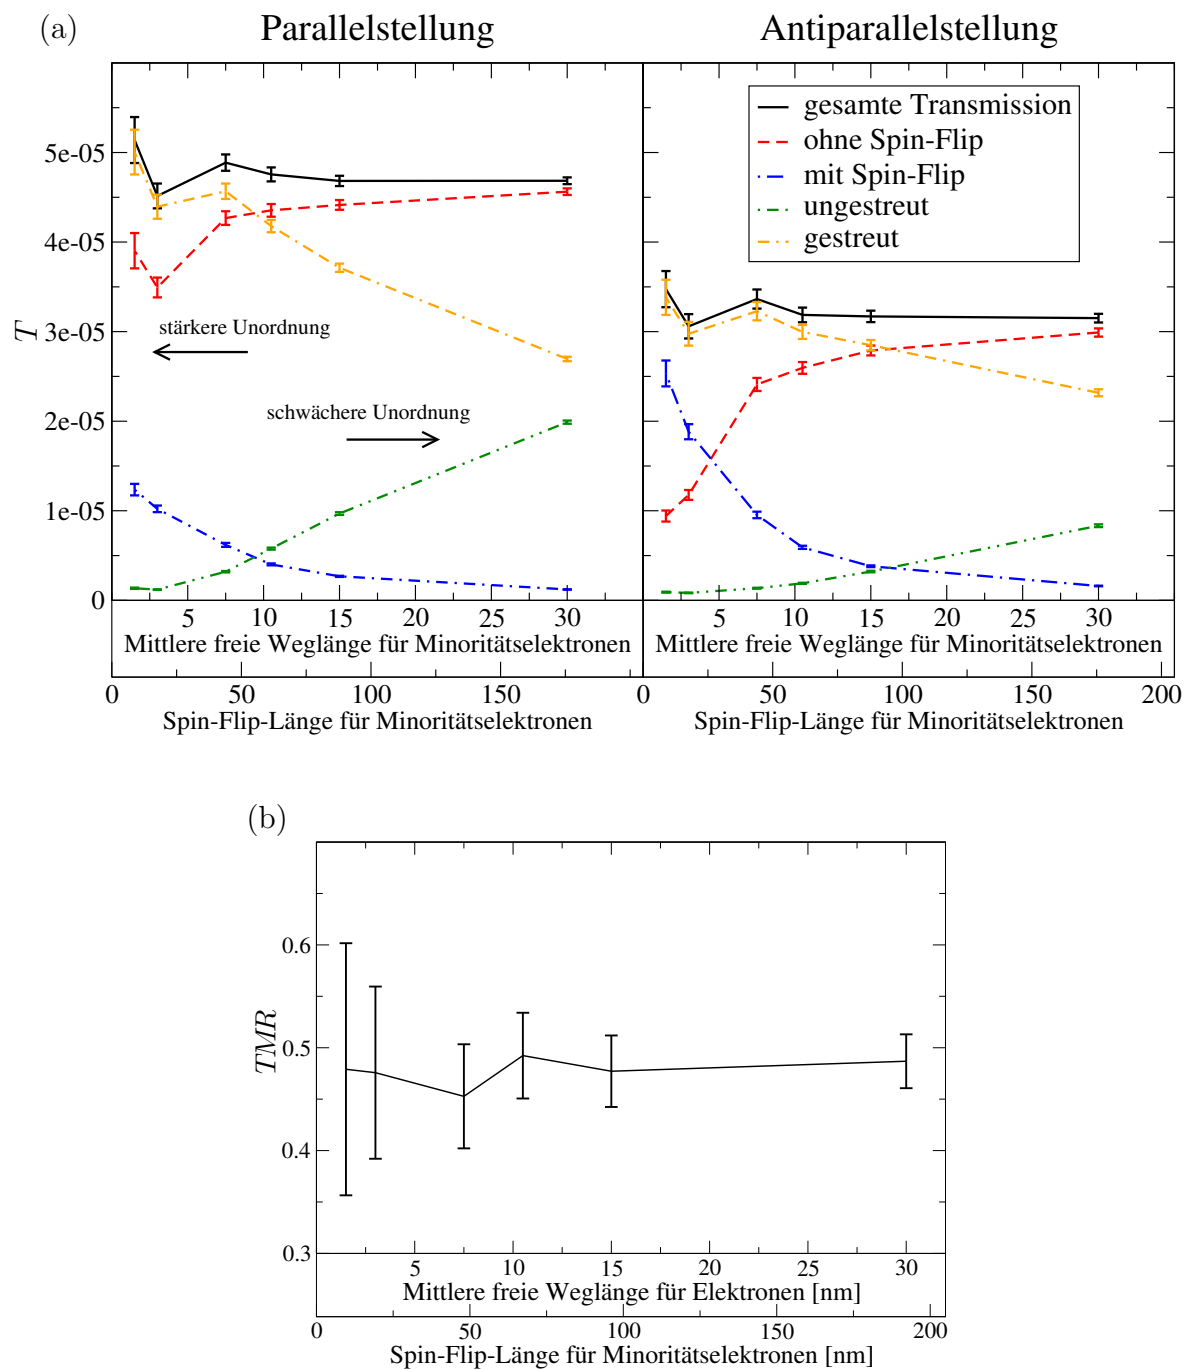 (a)
Parallelstellung
Antiparallelstellung
gesamte Transmission
ohne Spin-Flip
mit Spin-Flip
ungestreut
gestreut
5e-05
4e-05
3e-05
2e-05
1e-05
0
T
stärkere Unordnung
schwächere Unordnung
5 10 15 20 25 30
5 10 15 20 25 30
Mittlere freie Weglänge für Minoritätselektronen
Mittlere freie Weglänge für Minoritätselektronen
0 50 100 150
0 50 100 150 200
Spin-Flip-Länge für Minoritätselektronen
Spin-Flip-Länge für Minoritätselektronen
(b)
0.6
0.5
0.4
0.3
TMR
5 10 15 20 25 30
Mittlere freie Weglänge für Elektronen [nm]
0 50 100 150 200
Spin-Flip-Länge für Minoritätselektronen [nm]